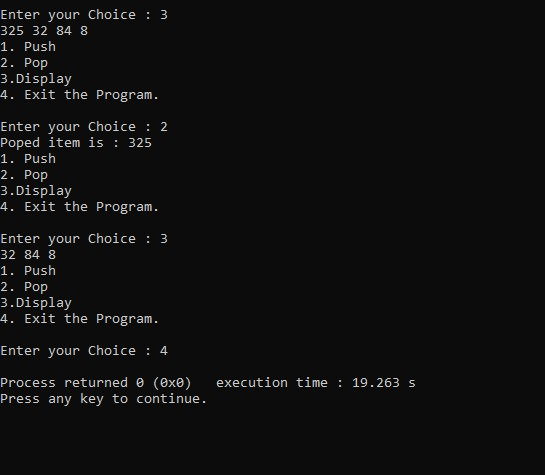 Enter your Choice : 3
325 32 84 8
1. Push
2. Pop
3.Display
4. Exit the Program.
Enter your Choice : 2
Poped item is : 325
1. Push
2. Pop
3.Display
4. Exit the Program.
Enter your Choice : 3
32 84 8
1. Push
2. Pop
3.Display
4. Exit the Program.
Enter your Choice : 4
Process returned 0 (0x0)   execution time : 19.263 s
Press any key to continue.